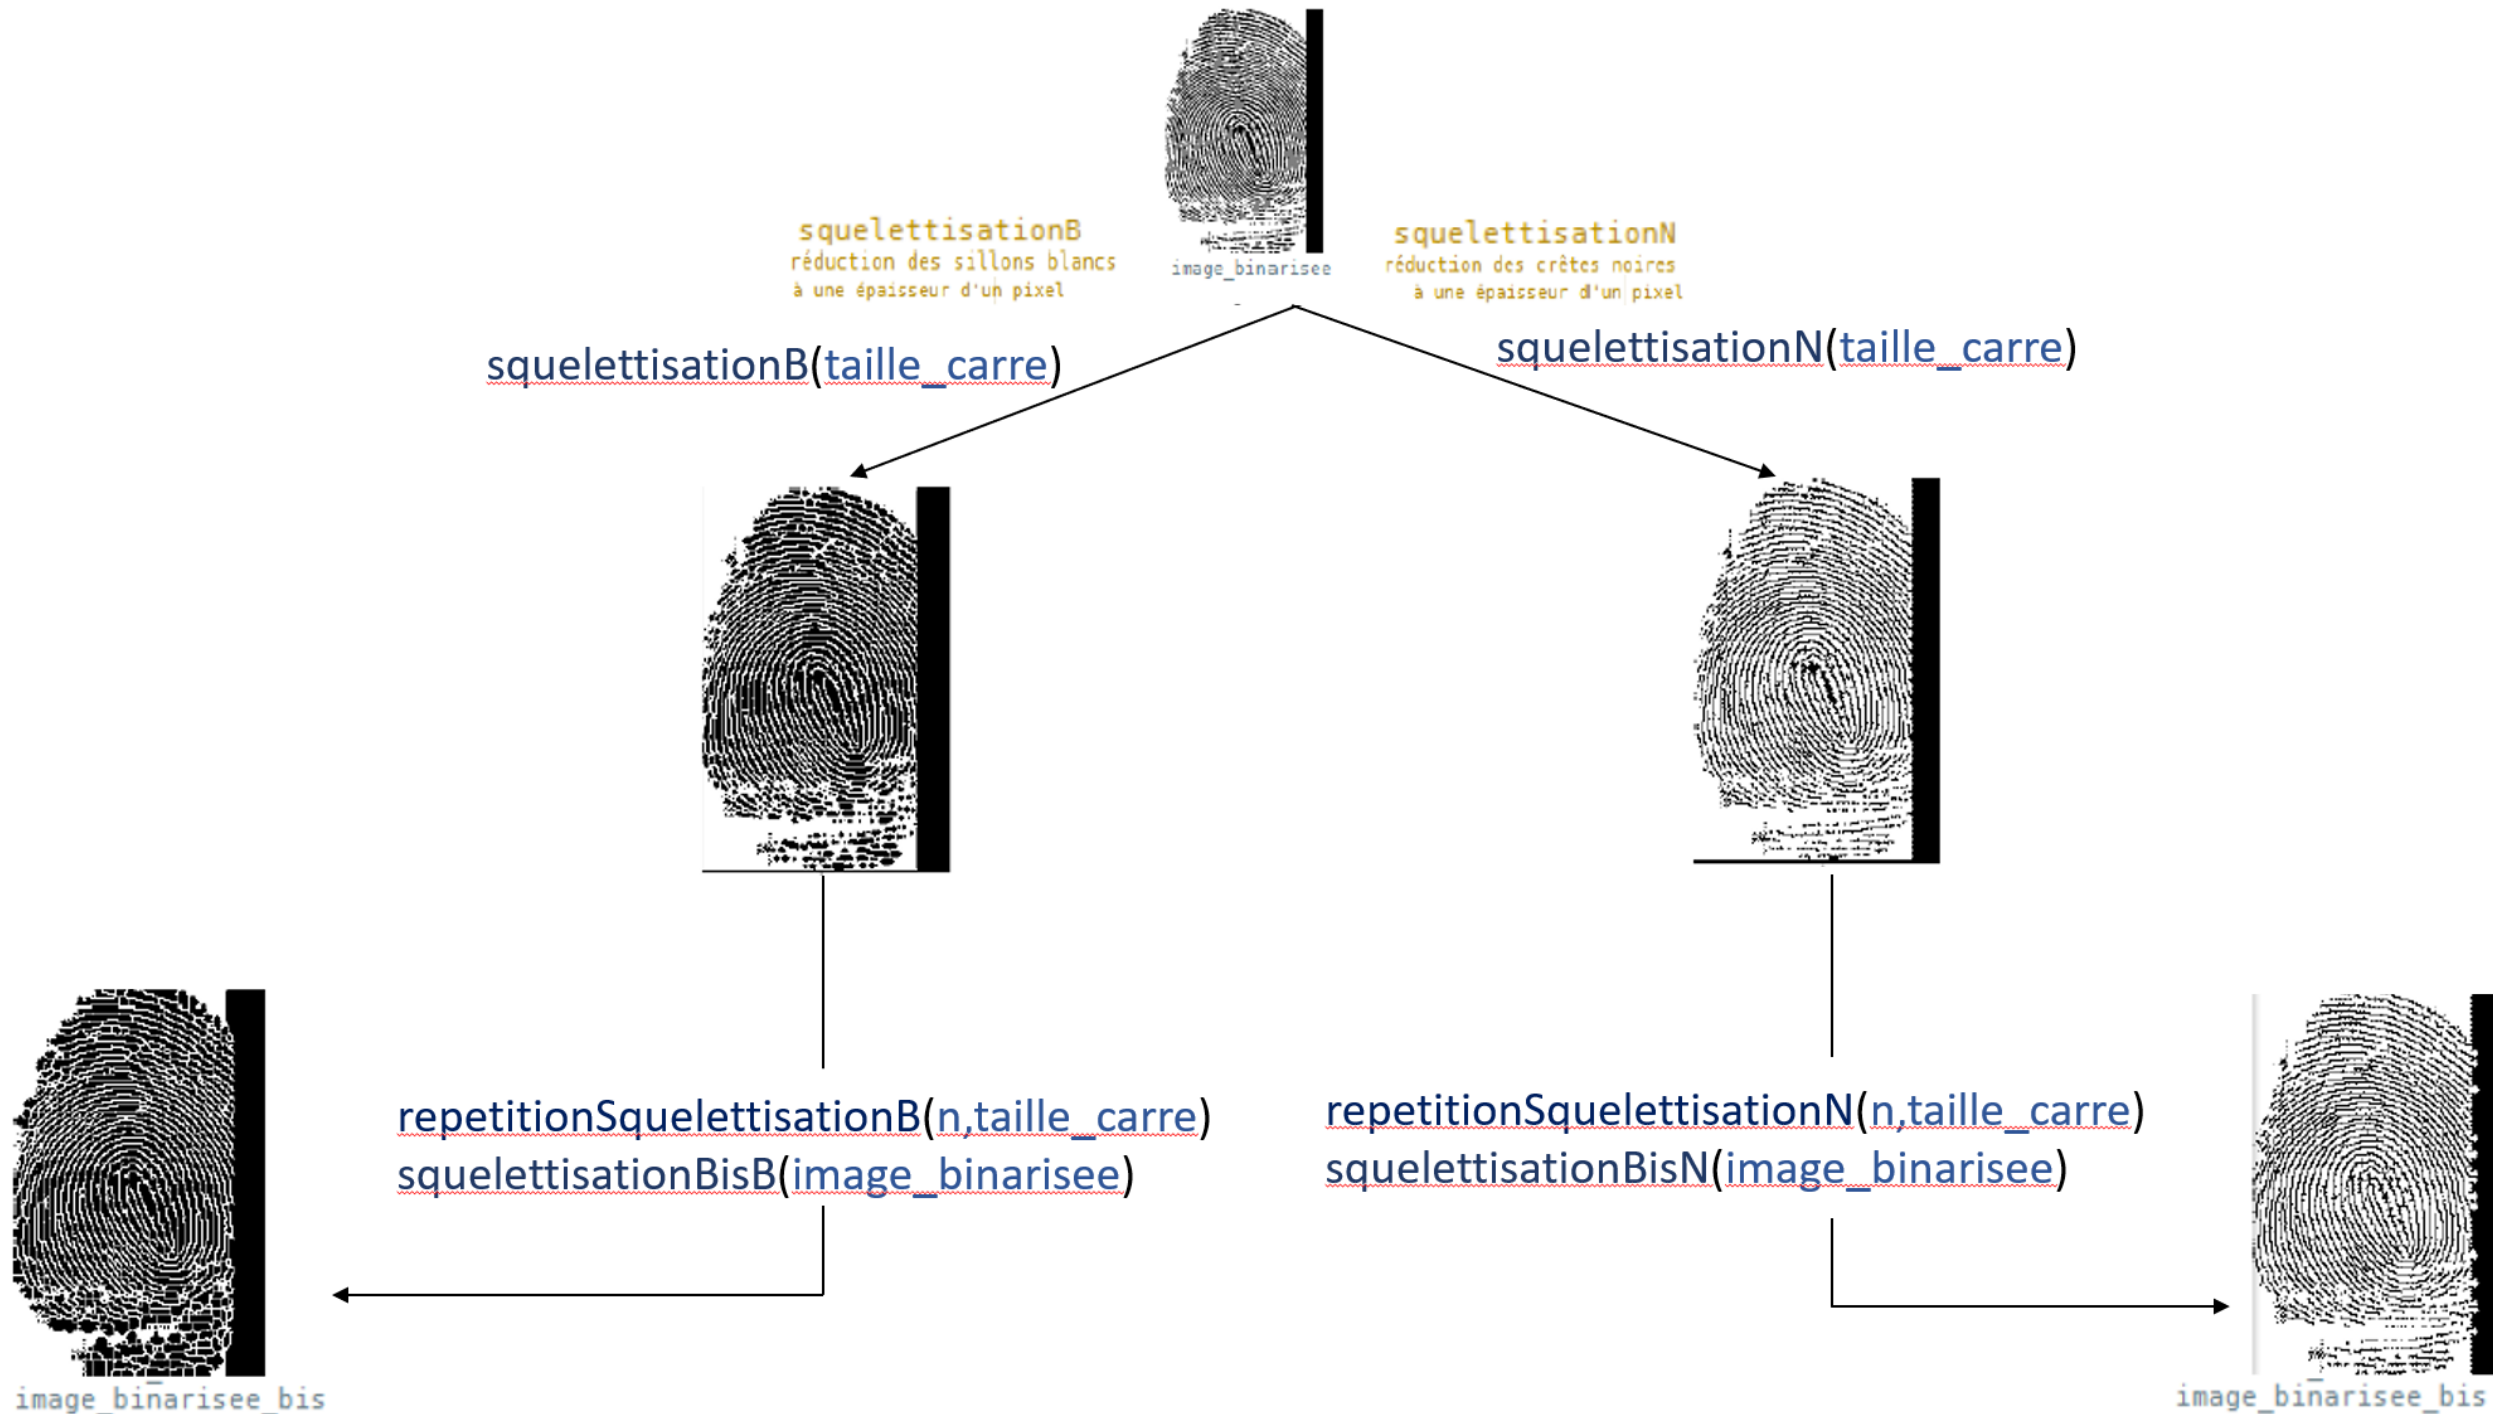 squelettisationB
réduction des sillons blancs
à une épaisseur d'un pixel
image_binarisee
squelettisationN
réduction des crêtes noires
à une épaisseur d'un pixel
squelettisationB(taille_carre)
squelettisationN(taille_carre)
repetitionSquelettisationB(n,taille_carre)
squelettisationBisB(image_binarisee)
repetitionSquelettisationN(n,taille_carre)
squelettisationBisN(image_binarisee)
image_binarisee_bis
image_binarisee_bis